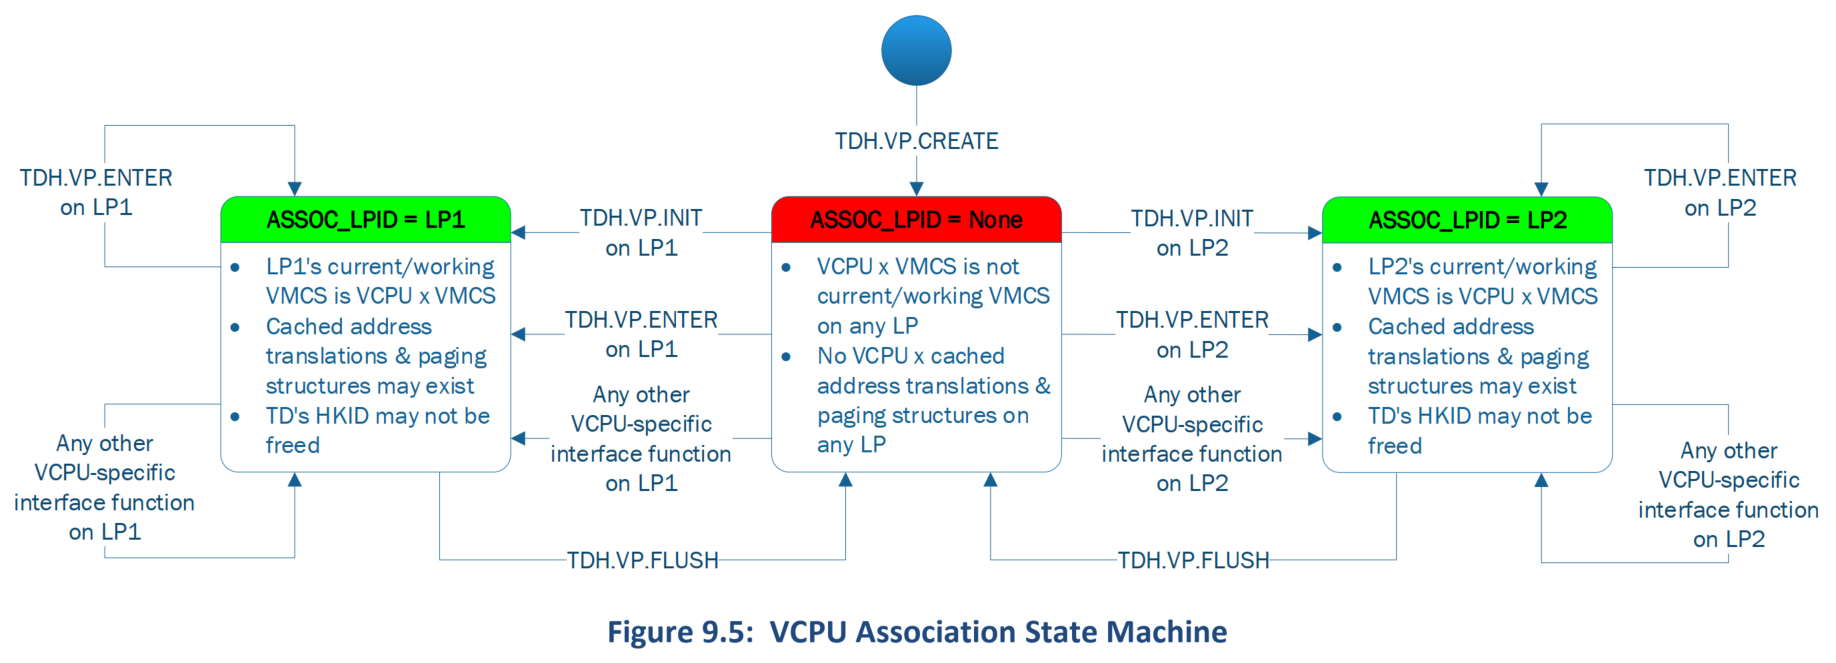 TDH.VP.CREATE
TDH.VP.ENTER
on LP1
ASSOC_LPID = LP1
• LP1's current/working
VMCS is VCPU x VMCS
• Cached address
translations & paging
structures may exist
• TD's HKID may not be
freed
Any other
VCPU-specific
interface function
on LP1
TDH.VP.INIT
on LP1
TDH.VP.ENTER
on LP1
Any other
VCPU-specific
interface function
on LP1
TDH.VP.FLUSH
ASSOC_LPID = None
• VCPU x VMCS is not
current/working VMCS
on any LP
• No VCPU x cached
address translations &
paging structures on
any LP
TDH.VP.INIT
on LP2
TDH.VP.ENTER
on LP2
Any other
VCPU-specific
interface function
on LP2
TDH.VP.FLUSH
ASSOC_LPID = LP2
• LP2's current/working
VMCS is VCPU x VMCS
• Cached address
translations & paging
structures may exist
• TD's HKID may not be
freed
TDH.VP.ENTER
on LP2
Any other
VCPU-specific
interface function
on LP2
Figure 9.5: VCPU Association State Machine